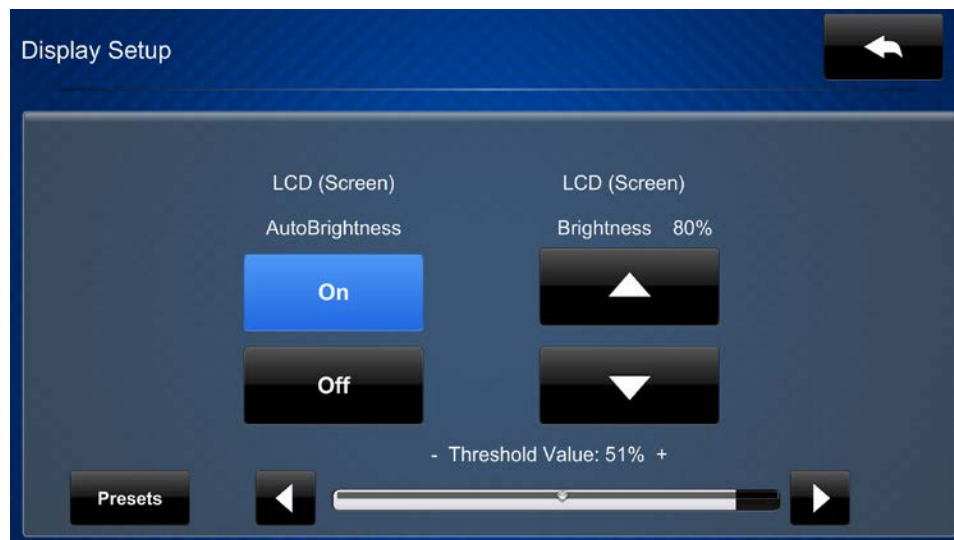 Display Setup
LCD (Screen)
AutoBrightness
On
Off
LCD (Screen)
Brightness 80%
- Threshold Value: 51% +
Presets